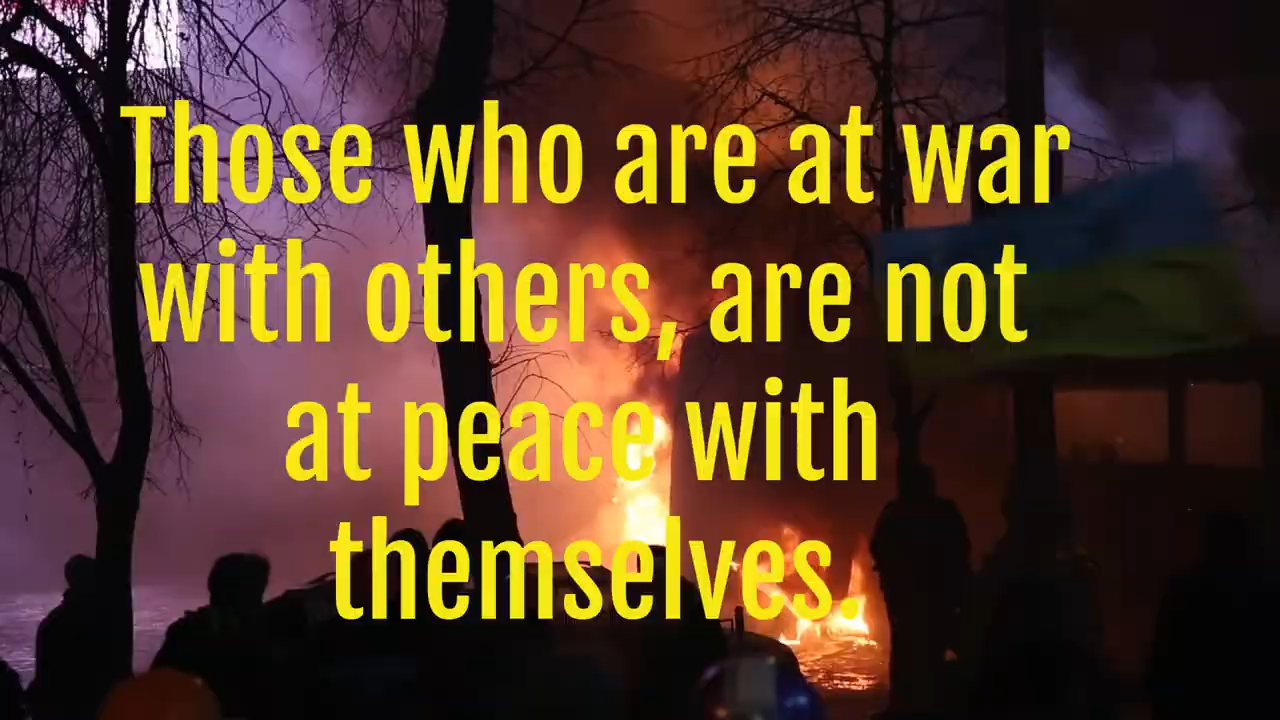 Those who are at war
with others, are not
at peace with
themselves.